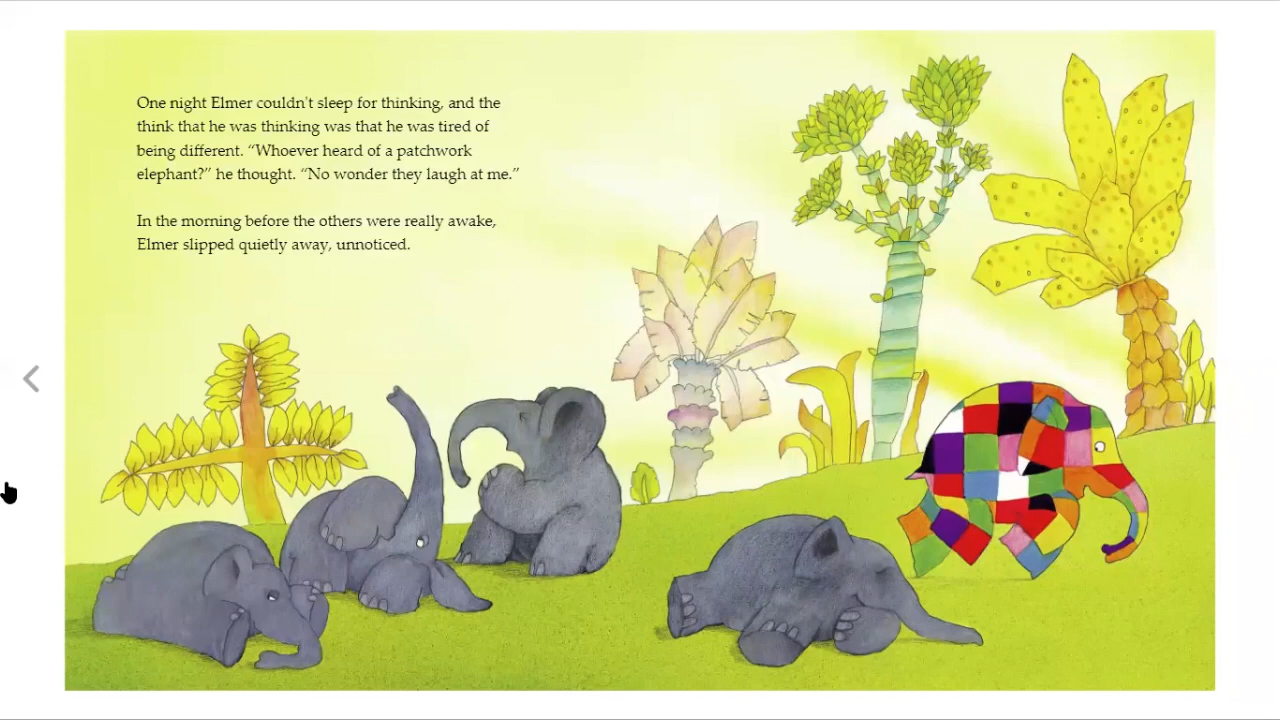 One night Elmer couldn't sleep for thinking, and the
think that he was thinking was that he was tired of
being different. “Whoever heard of a patchwork
elephant?” he thought. “No wonder they laugh at me.”
In the morning before the others were really awake,
Elmer slipped quietly away, unnoticed.